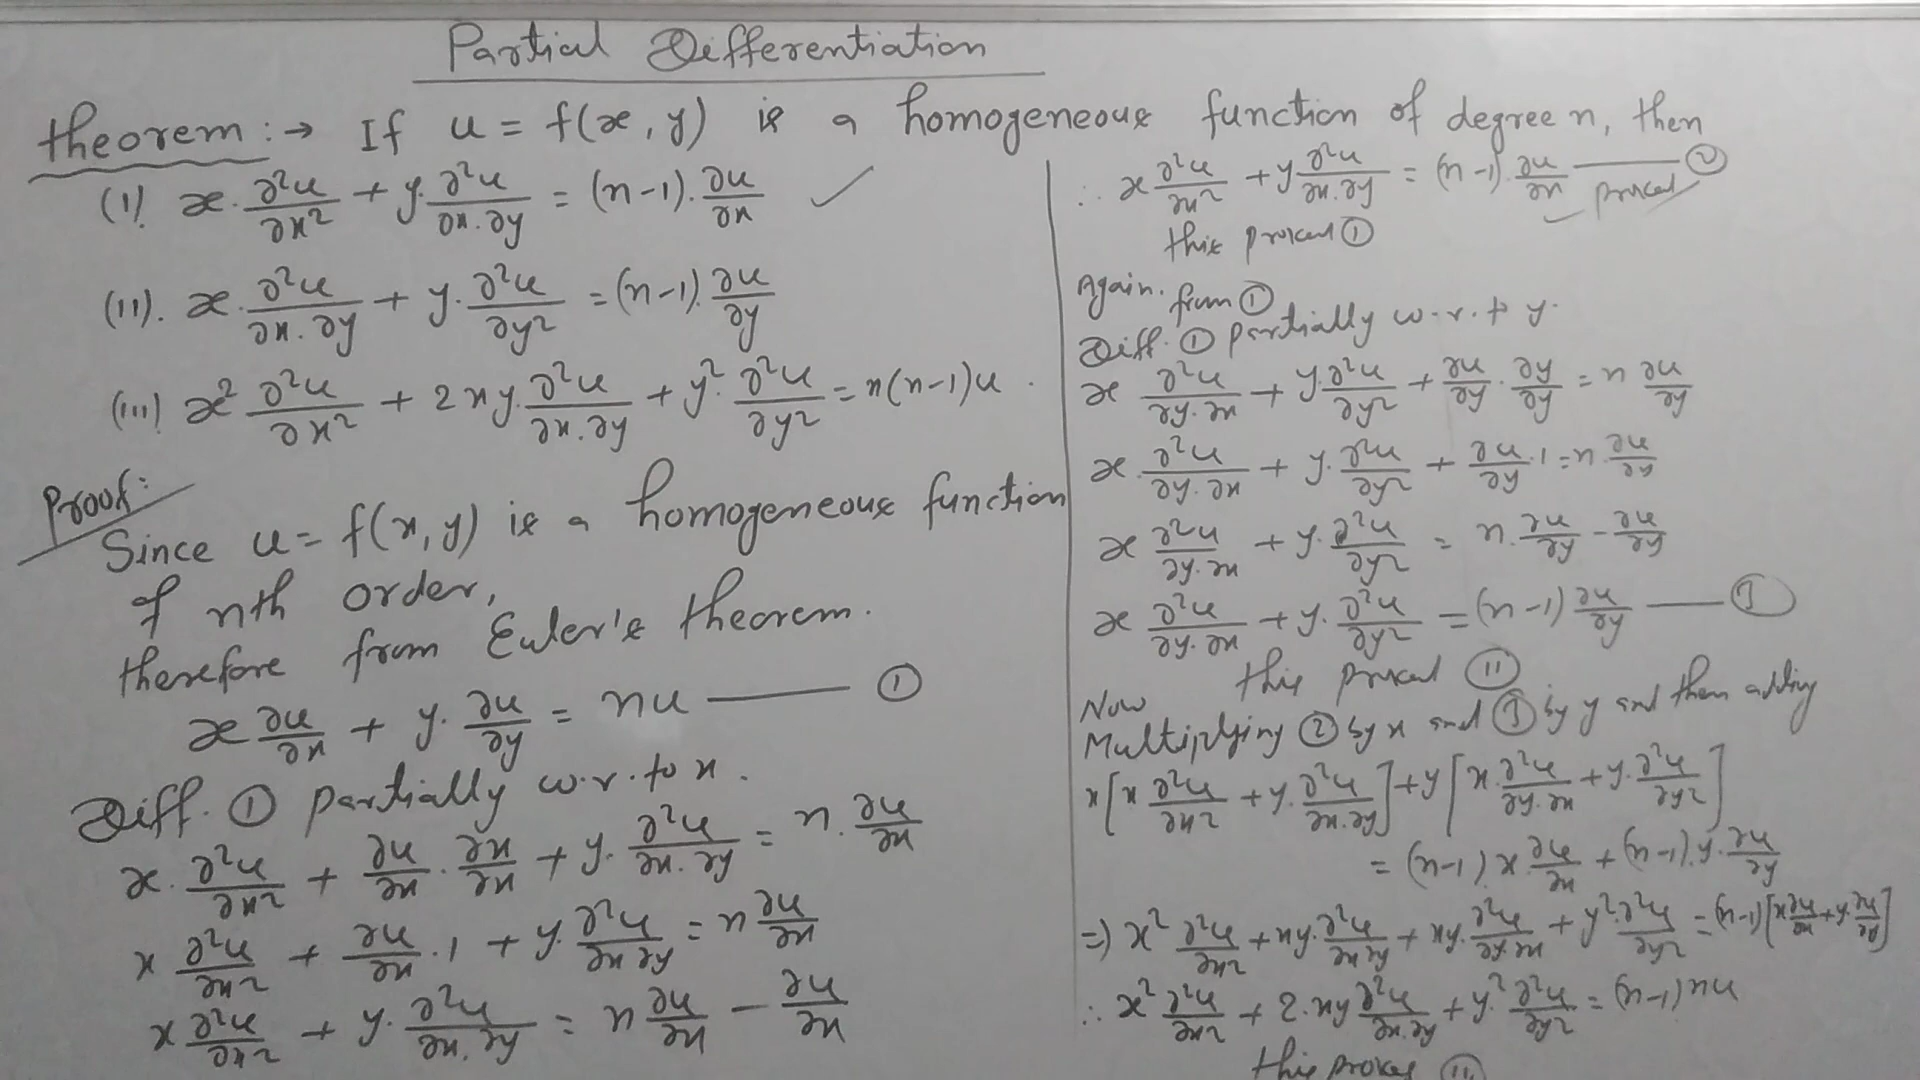 Partial Differentiation
Theorem :→ If u = f(x, y) is a homogeneous function of degree n, then
(i) x·∂²u/∂x² + y·∂²u/∂x·∂y = (n-1)·∂u/∂x ✓
(ii). x·∂²u/∂x·∂y + y·∂²u/∂y² = (n-1)·∂u/∂y
(iii) x² ∂²u/∂x² + 2xy·∂²u/∂x·∂y + y²·∂²u/∂y² = n(n-1)u.
Proof:
Since u = f(x, y) is a homogeneous function
of nth order,
therefore from Euler's theorem.
x ∂u/∂x + y·∂u/∂y = nu —— ①
Diff. ① partially w.r.to x.
x·∂²u/∂x² + ∂u/∂x·∂x/∂x + y·∂²u/∂x·∂y = n·∂u/∂x
x ∂²u/∂x² + ∂u/∂x·1 + y·∂²u/∂x ∂y = n ∂u/∂x
x ∂²u/∂x² + y·∂²u/∂x·∂y = n ∂u/∂x - ∂u/∂x
∴ x ∂²u/∂x² + y ∂²u/∂x·∂y = (n-1)·∂u/∂x —— ②
proved
this proved ①
Again. from ①
Diff. ① partially w.r.to y.
x ∂²u/∂y·∂x + y·∂²u/∂y² + ∂u/∂y·∂y/∂y = n ∂u/∂y
x·∂²u/∂y·∂x + y·∂²u/∂y² + ∂u/∂y·1 = n·∂u/∂y
x ∂²u/∂y·∂x + y·∂²u/∂y² = n·∂u/∂y - ∂u/∂y
x ∂²u/∂y·∂x + y·∂²u/∂y² = (n-1) ∂u/∂y ——
this proved ⑪
Now
Multiplying ② by x and by y and then adding
x[x ∂²u/∂x² + y·∂²u/∂x·∂y] + y[x·∂²u/∂y·∂x + y·∂²u/∂y²]
= (n-1)·x ∂u/∂x + (n-1)·y·∂u/∂y
=) x² ∂²u/∂x² + xy·∂²u/∂x∂y + xy·∂²u/∂x∂y + y²·∂²u/∂y² = (n-1)[x∂u/∂x + y·∂u/∂y]
∴ x² ∂²u/∂x² + 2·xy ∂²u/∂x·∂y + y² ∂²u/∂y² = (n-1)nu
this proved